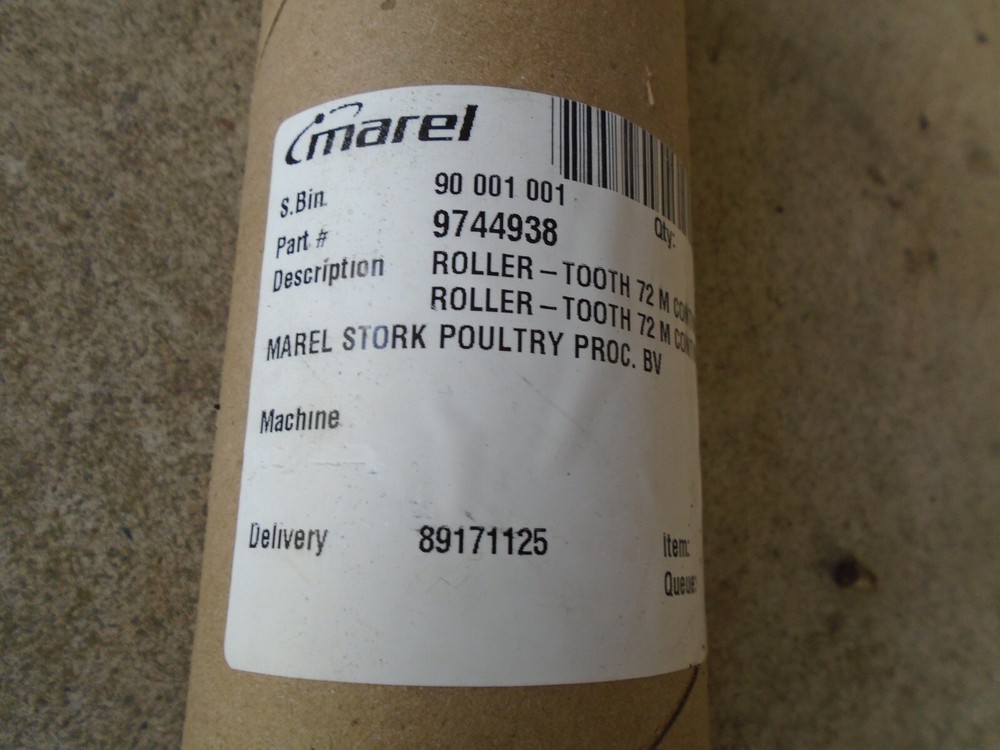 marel
S.Bin. 90 001 001
Part # 9744938 Qty:
Description ROLLER – TOOTH 72 M
ROLLER – TOOTH 72 M
MAREL STORK POULTRY PROC. BV
Machine
Delivery 89171125 Item:
Queue: